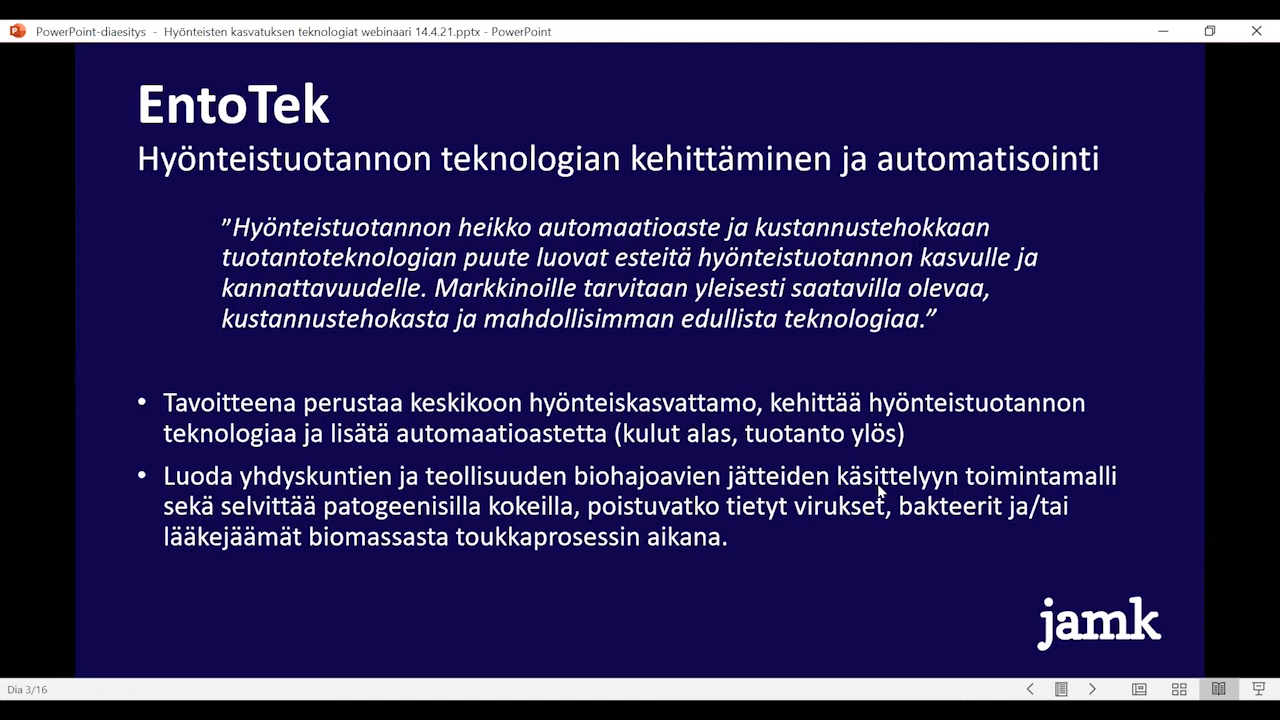 PowerPoint-diaesitys - Hyönteisten kasvatuksen teknologiat webinaari 14.4.21.pptx - PowerPoint
EntoTek
Hyönteistuotannon teknologian kehittäminen ja automatisointi
”Hyönteistuotannon heikko automaatioaste ja kustannustehokkaan
tuotantoteknologian puute luovat esteitä hyönteistuotannon kasvulle ja
kannattavuudelle. Markkinoille tarvitaan yleisesti saatavilla olevaa,
kustannustehokasta ja mahdollisimman edullista teknologiaa.”
• Tavoitteena perustaa keskikoon hyönteiskasvattamo, kehittää hyönteistuotannon
teknologiaa ja lisätä automaatioastetta (kulut alas, tuotanto ylös)
• Luoda yhdyskuntien ja teollisuuden biohajoavien jätteiden käsittelyyn toimintamalli
sekä selvittää patogeenisilla kokeilla, poistuvatko tietyt virukset, bakteerit ja/tai
lääkejäämät biomassasta toukkaprosessin aikana.
jamk
Dia 3/16